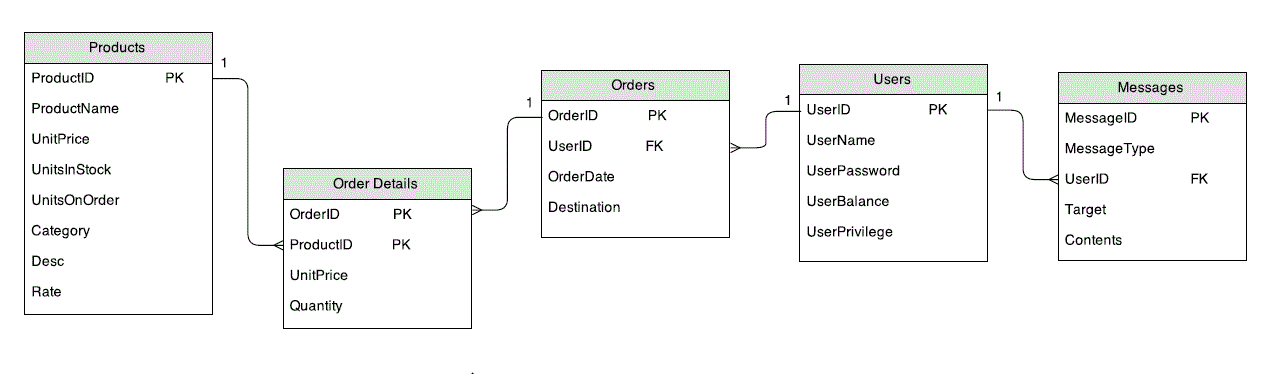 Products
1
ProductID PK
ProductName
UnitPrice
UnitsInStock
UnitsOnOrder
Category
Desc
Rate
Order Details
OrderID PK
ProductID PK
UnitPrice
Quantity
1
Orders
OrderID PK
UserID FK
OrderDate
Destination
1
Users
1
UserID PK
UserName
UserPassword
UserBalance
UserPrivilege
Messages
MessageID PK
MessageType
UserID FK
Target
Contents